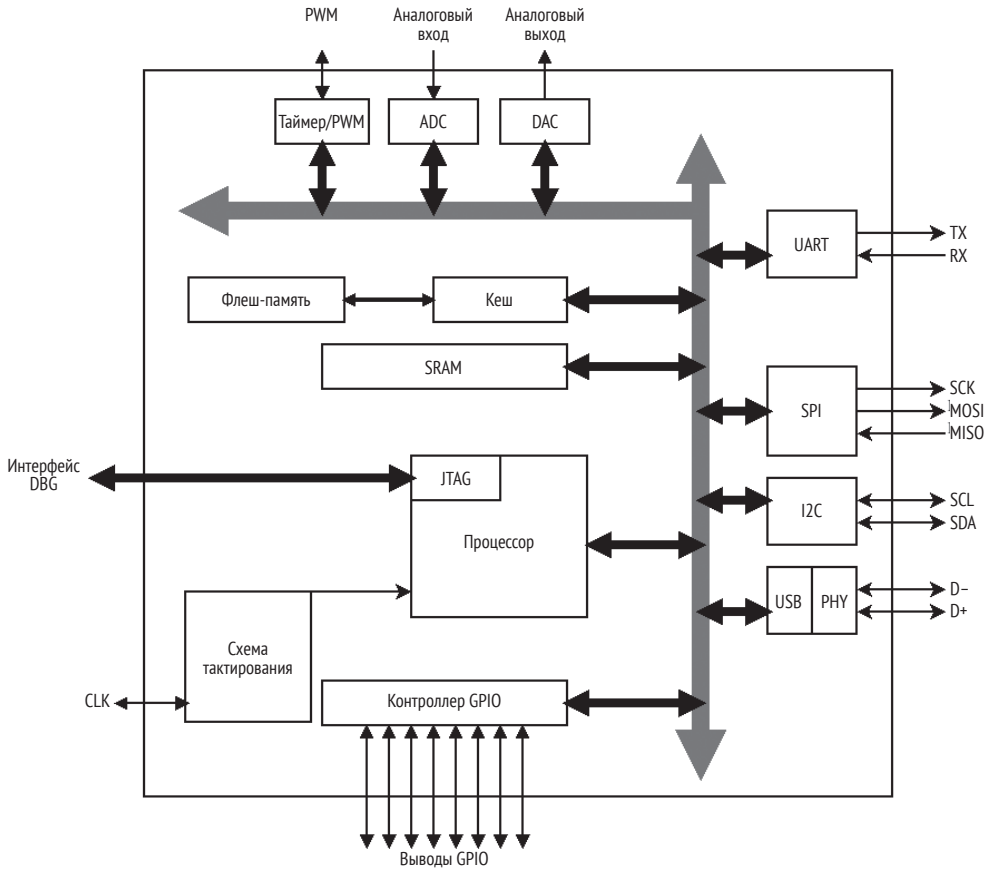 PWM
Аналоговый
вход
Аналоговый
выход
Таймер/PWM
ADC
DAC
UART
TX
RX
Флеш-память
Кеш
SRAM
SPI
SCK
MOSI
MISO
Интерфейс
DBG
JTAG
Процессор
I2C
SCL
SDA
USB
PHY
D−
D+
Схема
тактирования
CLK
Контроллер GPIO
Выводы GPIO